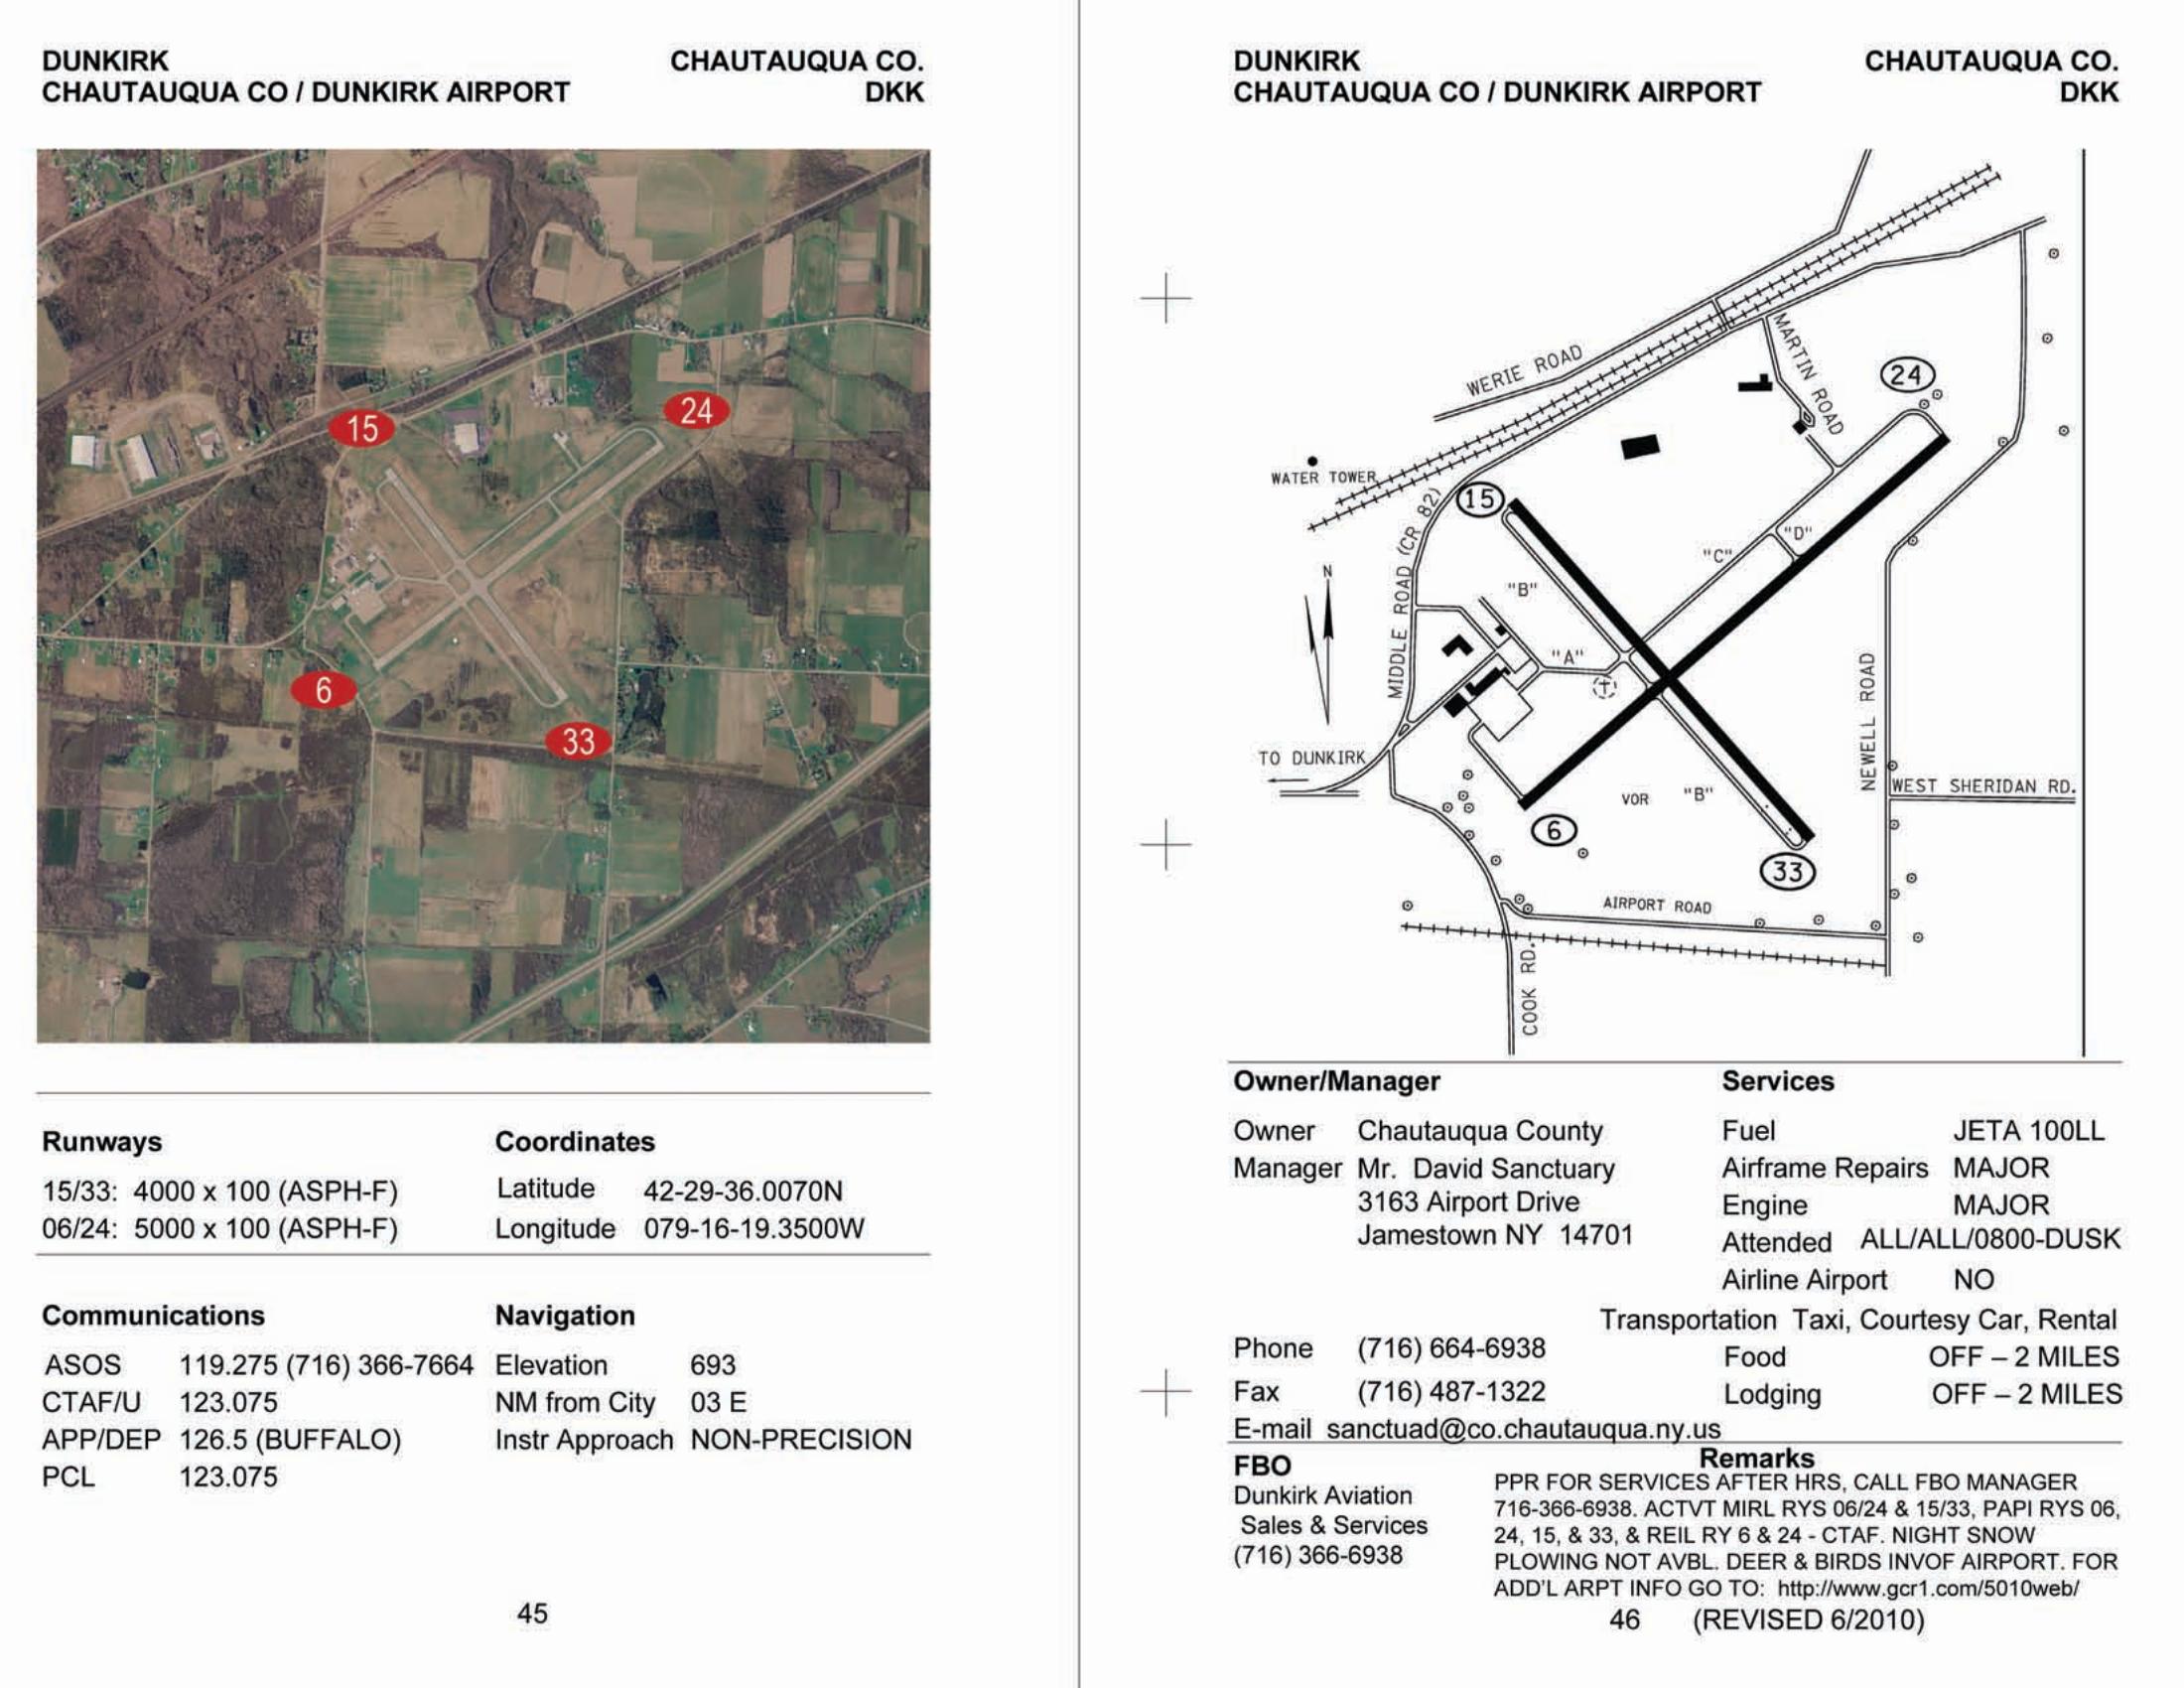 DUNKIRK CHAUTAUQUA CO.
CHAUTAUQUA CO / DUNKIRK AIRPORT DKK
15
24
6
33
Runways
15/33: 4000 x 100 (ASPH-F)
06/24: 5000 x 100 (ASPH-F)
Coordinates
Latitude 42-29-36.0070N
Longitude 079-16-19.3500W
Communications
ASOS 119.275 (716) 366-7664
CTAF/U 123.075
APP/DEP 126.5 (BUFFALO)
PCL 123.075
Navigation
Elevation 693
NM from City 03 E
Instr Approach NON-PRECISION
45
DUNKIRK CHAUTAUQUA CO.
CHAUTAUQUA CO / DUNKIRK AIRPORT DKK
WERIE ROAD
MARTIN ROAD
24
WATER TOWER
15
MIDDLE ROAD (CR 82)
"D"
"C"
N
"B"
"A"
TO DUNKIRK
NEWELL ROAD
WEST SHERIDAN RD.
VOR
"B"
6
33
AIRPORT ROAD
COOK RD.
Owner/Manager
Owner Chautauqua County
Manager Mr. David Sanctuary
3163 Airport Drive
Jamestown NY 14701
Phone (716) 664-6938
Fax (716) 487-1322
E-mail sanctuad@co.chautauqua.ny.us
Services
Fuel JETA 100LL
Airframe Repairs MAJOR
Engine MAJOR
Attended ALL/ALL/0800-DUSK
Airline Airport NO
Transportation Taxi, Courtesy Car, Rental
Food OFF – 2 MILES
Lodging OFF – 2 MILES
FBO
Dunkirk Aviation
Sales & Services
(716) 366-6938
Remarks
PPR FOR SERVICES AFTER HRS, CALL FBO MANAGER
716-366-6938. ACTVT MIRL RYS 06/24 & 15/33, PAPI RYS 06,
24, 15, & 33, & REIL RY 6 & 24 - CTAF. NIGHT SNOW
PLOWING NOT AVBL. DEER & BIRDS INVOF AIRPORT. FOR
ADD'L ARPT INFO GO TO: http://www.gcr1.com/5010web/
46 (REVISED 6/2010)